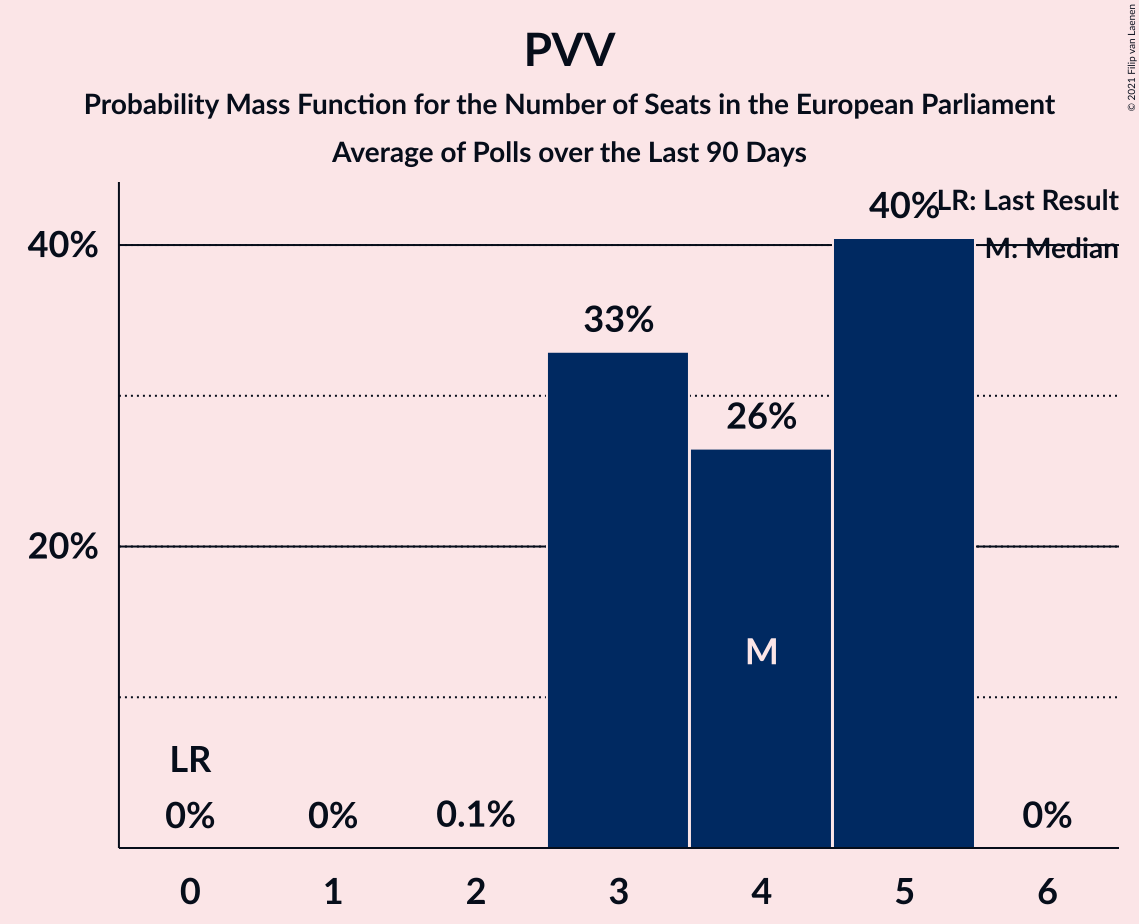 PVV
Probability Mass Function for the Number of Seats in the European Parliament
Average of Polls over the Last 90 Days
© 2021 Filip van Laenen
LR: Last Result
M: Median
40%
20%
40%
33%
26%
M
LR
0%
0%
0.1%
0%
0
1
2
3
4
5
6